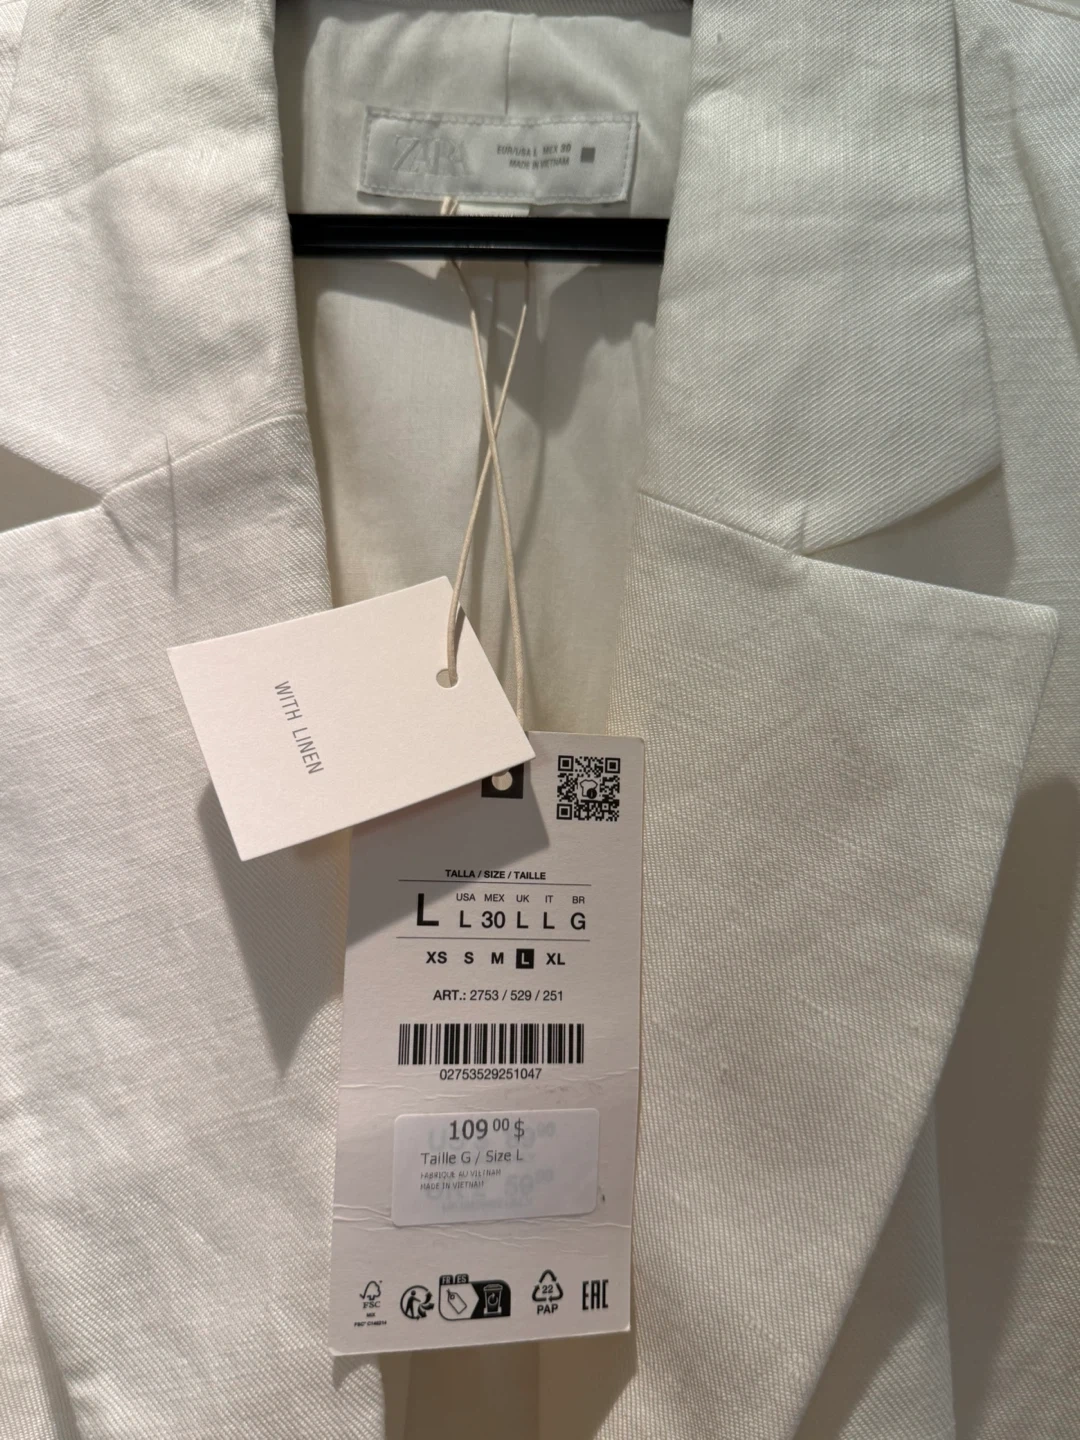 ZARA
EUR/USA L MEX 30
MADE IN VIETNAM
WITH LINEN
TALLA / SIZE / TAILLE
USA MEX UK IT BR
L L 30 L L G
XS S M L XL
ART.: 2753 / 529 / 251
02753529251047
109 00 $
Taille G / Size L
FABRIQUE AU VIETNAM
MADE IN VIETNAM
FSC
MIX
22
PAP
EAC